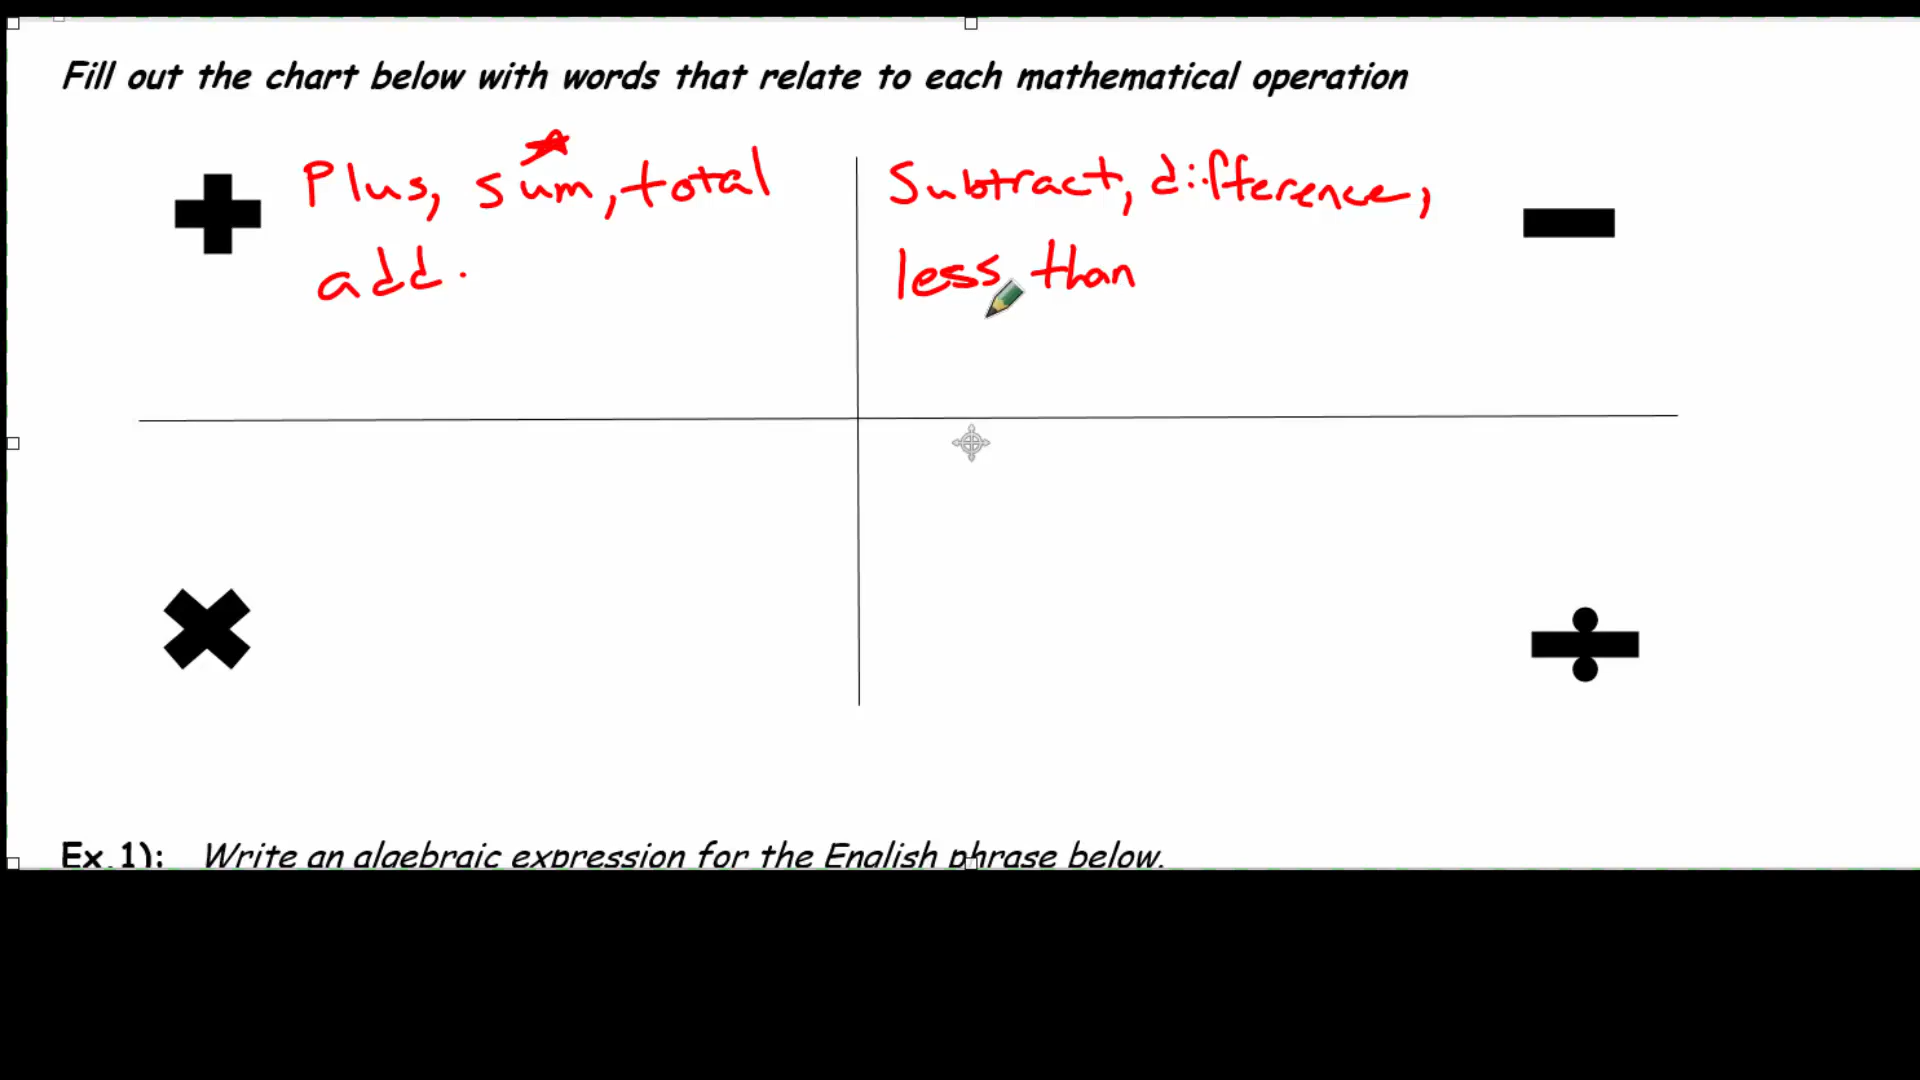 Fill out the chart below with words that relate to each mathematical operation
Plus, sum, total
add.
Subtract, difference,
less than
Ex.1): Write an algebraic expression for the English phrase below.